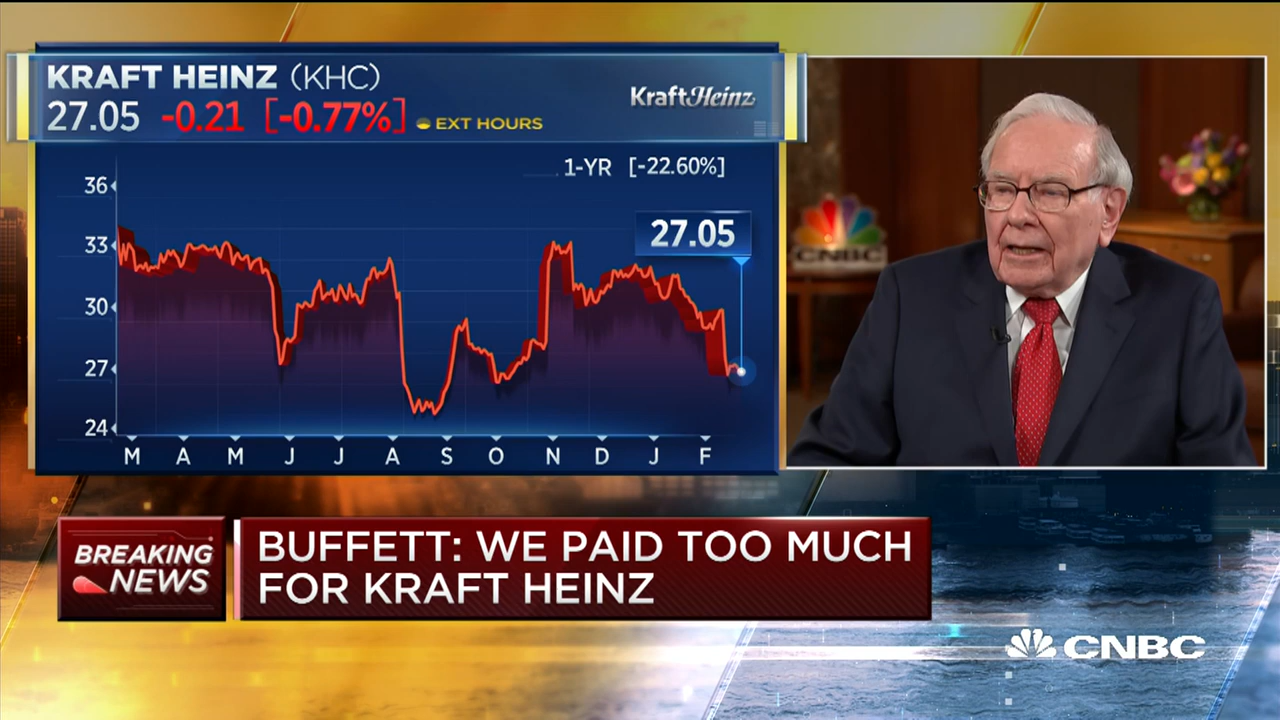 KRAFT HEINZ (KHC)
27.05 -0.21 [-0.77%] EXT HOURS
KraftHeinz
1-YR [-22.60%]
27.05
36
33
30
27
24
M A M J J A S O N D J F
CNBC
BREAKING
NEWS
BUFFETT: WE PAID TOO MUCH
FOR KRAFT HEINZ
CNBC